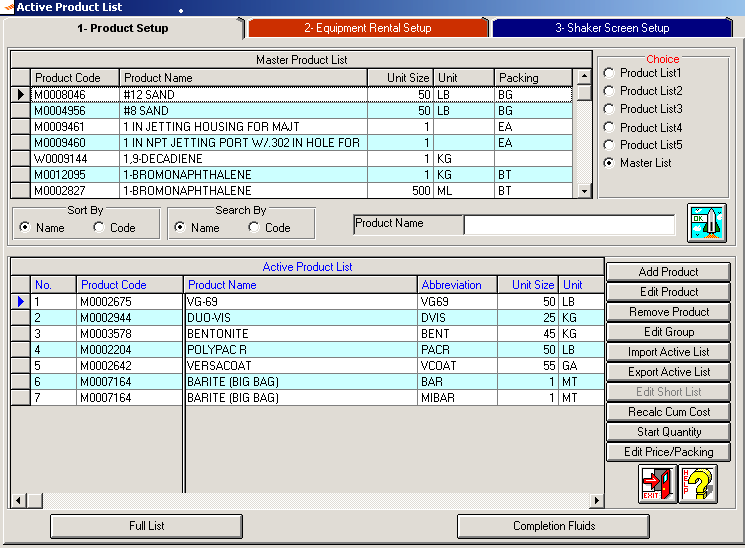 Active Product List
1- Product Setup 2- Equipment Rental Setup 3- Shaker Screen Setup
Master Product List
Product Code Product Name Unit Size Unit Packing
M0008046 #12 SAND 50 LB BG
M0004956 #8 SAND 50 LB BG
M0009461 1 IN JETTING HOUSING FOR MAJT 1 EA
M0009460 1 IN NPT JETTING PORT W/.302 IN HOLE FOR 1 EA
W0009144 1,9-DECADIENE 1 KG
M0012095 1-BROMONAPHTHALENE 1 KG BT
M0002827 1-BROMONAPHTHALENE 500 ML BT
Choice
Product List1
Product List2
Product List3
Product List4
Product List5
Master List
Sort By
Name Code
Search By
Name Code
Product Name
OK
Active Product List
No. Product Code Product Name Abbreviation Unit Size Unit
1 M0002675 VG-69 VG69 50 LB
2 M0002944 DUO-VIS DVIS 25 KG
3 M0003578 BENTONITE BENT 45 KG
4 M0002204 POLYPAC R PACR 50 LB
5 M0002642 VERSACOAT VCOAT 55 GA
6 M0007164 BARITE (BIG BAG) BAR 1 MT
7 M0007164 BARITE (BIG BAG) MIBAR 1 MT
Add Product
Edit Product
Remove Product
Edit Group
Import Active List
Export Active List
Edit Short List
Recalc Cum Cost
Start Quantity
Edit Price/Packing
EXIT
HELP
Full List Completion Fluids